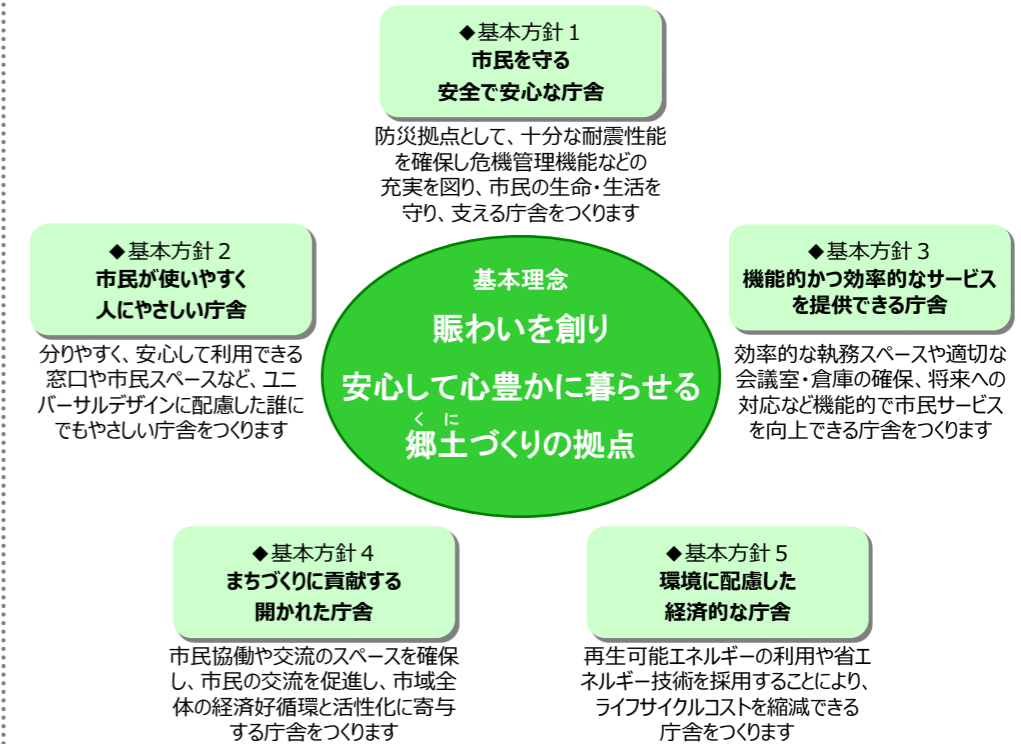 ◆基本方針１
市民を守る
安全で安心な庁舎
防災拠点として、十分な耐震性能
を確保し危機管理機能などの
充実を図り、市民の生命・生活を
守り、支える庁舎をつくります
◆基本方針２
市民が使いやすく
人にやさしい庁舎
分りやすく、安心して利用できる
窓口や市民スペースなど、ユニ
バーサルデザインに配慮した誰に
でもやさしい庁舎をつくります
基本理念
賑わいを創り
安心して心豊かに暮らせる
くに
郷土づくりの拠点
◆基本方針３
機能的かつ効率的なサービス
を提供できる庁舎
効率的な執務スペースや適切な
会議室・倉庫の確保、将来への
対応など機能的で市民サービス
を向上できる庁舎をつくります
◆基本方針４
まちづくりに貢献する
開かれた庁舎
市民協働や交流のスペースを確保
し、市民の交流を促進し、市域全
体の経済好循環と活性化に寄与
する庁舎をつくります
◆基本方針５
環境に配慮した
経済的な庁舎
再生可能エネルギーの利用や省エ
ネルギー技術を採用することにより、
ライフサイクルコストを縮減できる
庁舎をつくります